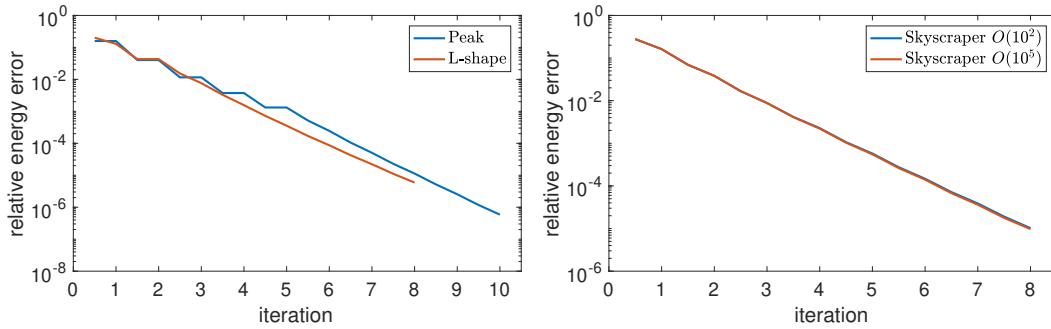 10^0
10^-2
10^-4
10^-6
10^-8
relative energy error
0 1 2 3 4 5 6 7 8 9 10
iteration
Peak
L-shape
10^0
10^-2
10^-4
10^-6
relative energy error
0 1 2 3 4 5 6 7 8
iteration
Skyscraper O(10^2)
Skyscraper O(10^5)